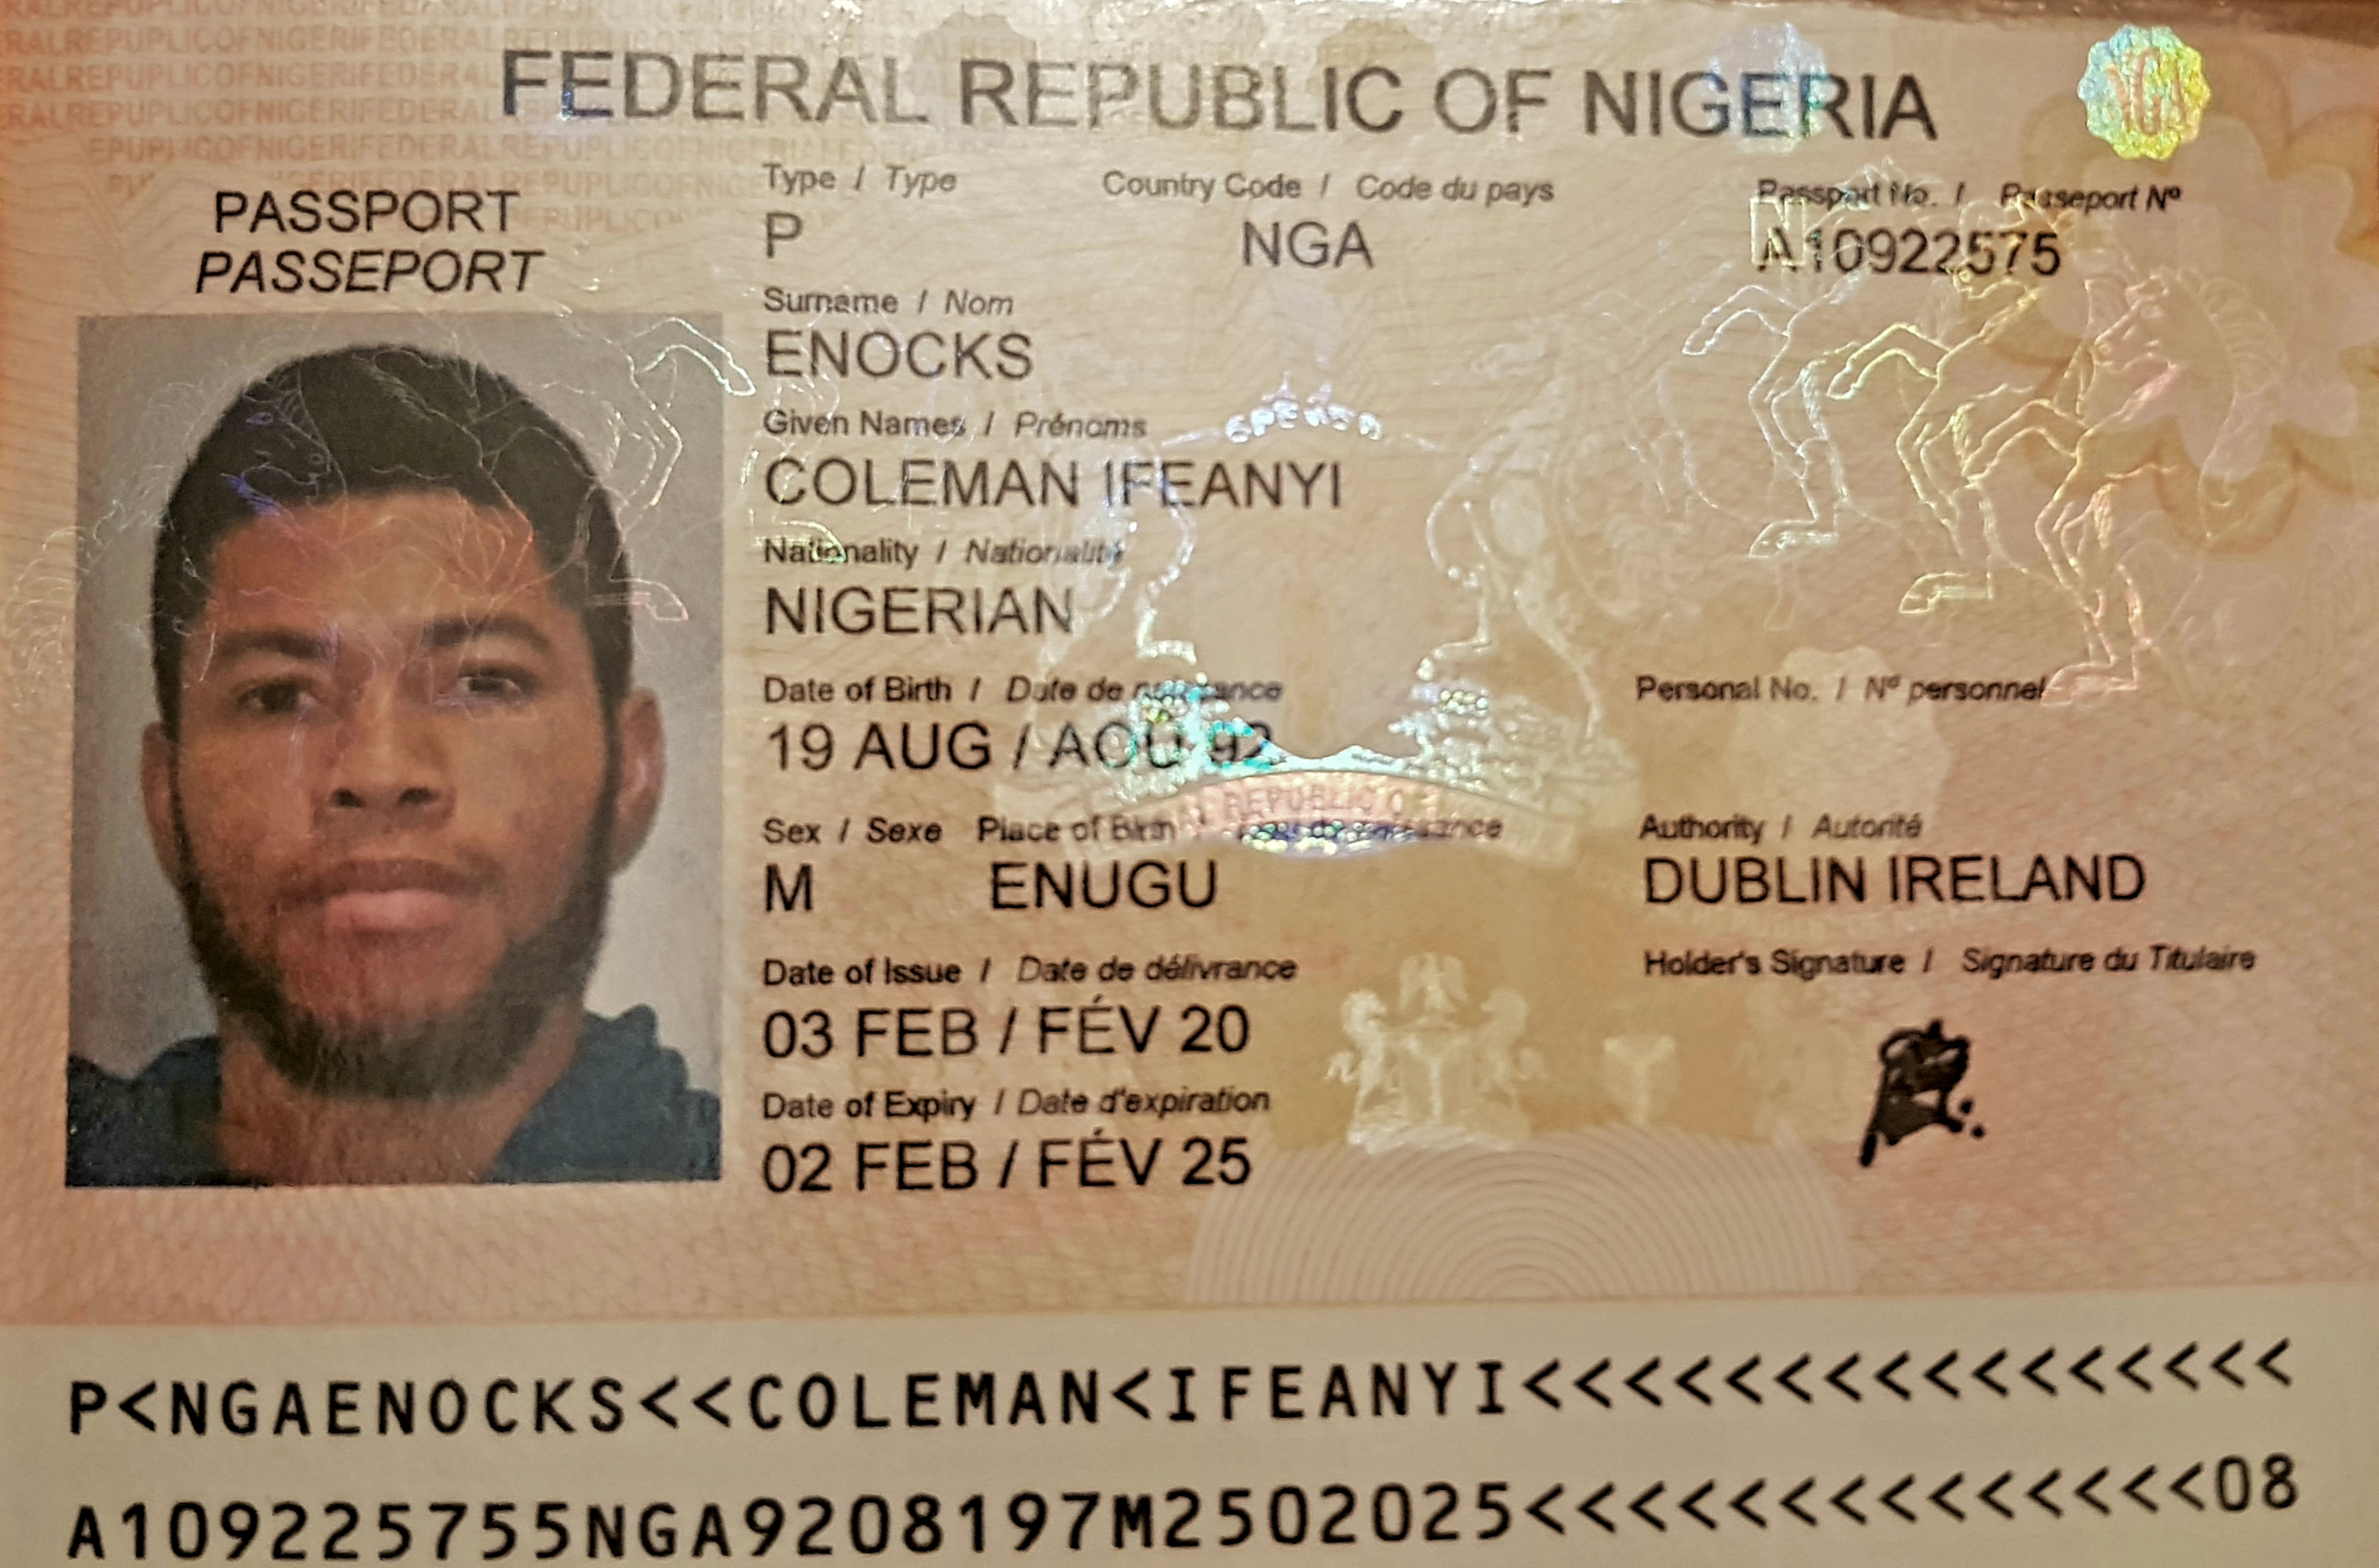 FEDERAL REPUBLIC OF NIGERIA
NGA
PASSPORT
PASSEPORT
Type / Type
Country Code / Code du pays
Passport No. / Passeport Nº
P
NGA
N
A10922575
Surname / Nom
ENOCKS
Given Names / Prénoms
COLEMAN IFEANYI
Nationality / Nationalité
NIGERIAN
Date of Birth / Date de naissance
Personal No. / Nº personnel
19 AUG / AOU 92
REPUBLIC O
Sex / Sexe Place of Birth
Authority / Autorité
M ENUGU
DUBLIN IRELAND
Date of Issue / Date de délivrance
Holder's Signature / Signature du Titulaire
03 FEB / FÉV 20
Date of Expiry / Date d'expiration
02 FEB / FÉV 25
P<NGAENOCKS<<COLEMAN<IFEANYI<<<<<<<<<<<<<<<<
A109225755NGA9208197M2502025<<<<<<<<<<<<<<08